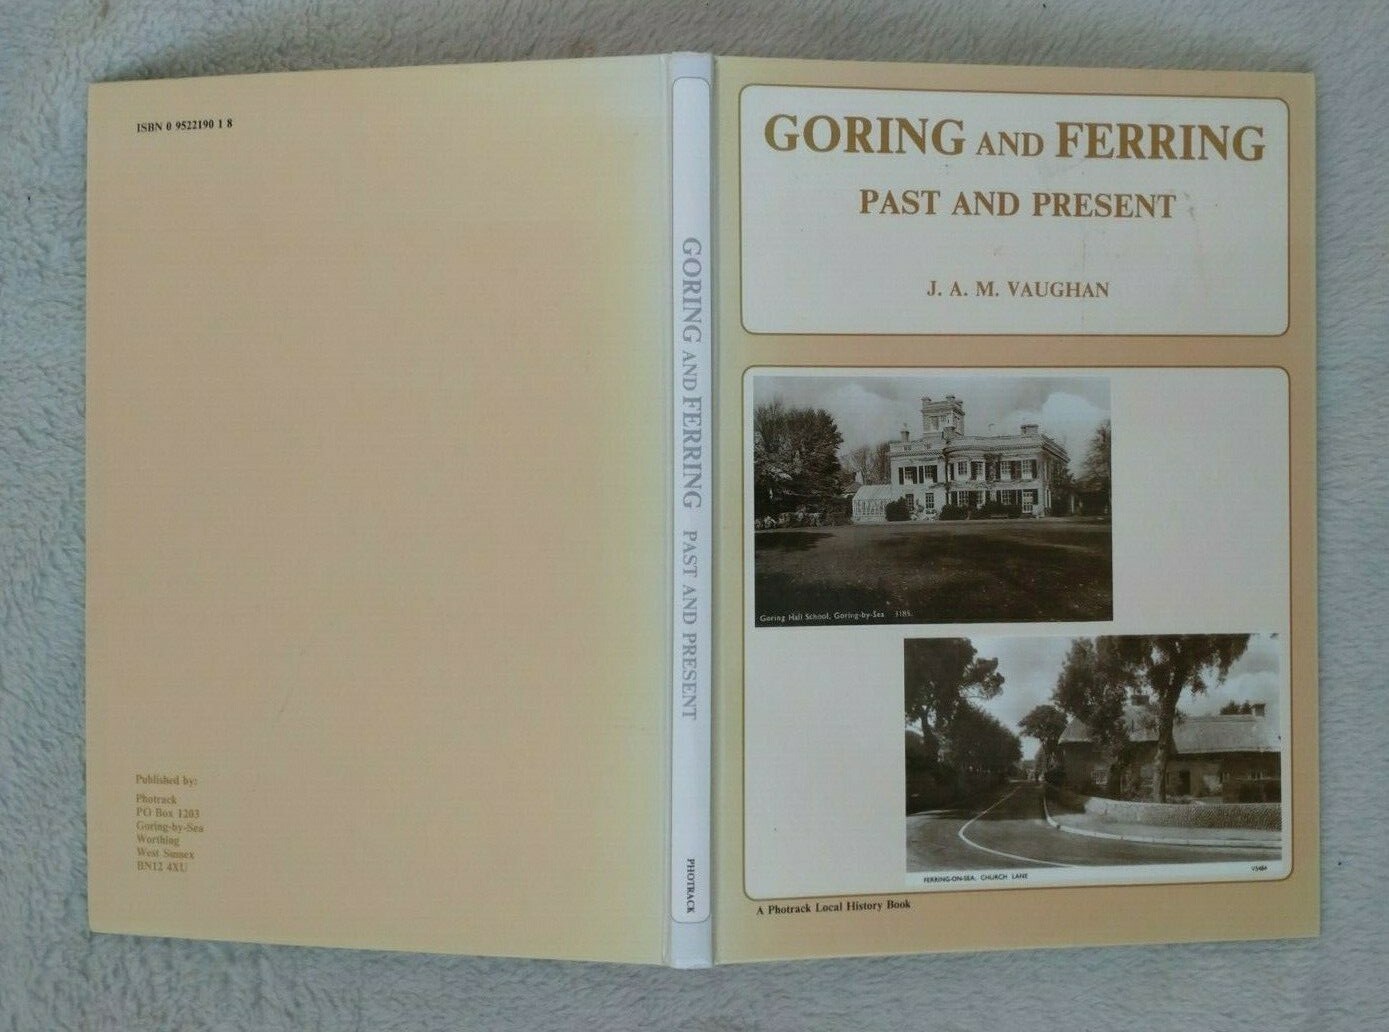 ISBN 0 9522190 1 8
Published by:
Photrack
PO Box 1203
Goring-by-Sea
Worthing
West Sussex
BN12 4XU
GORING AND FERRING PAST AND PRESENT
PHOTRACK
GORING AND FERRING
PAST AND PRESENT
J. A. M. VAUGHAN
Goring Hall School, Goring-by-Sea 3185.
FERRING-ON-SEA, CHURCH LANE
V5484
A Photrack Local History Book